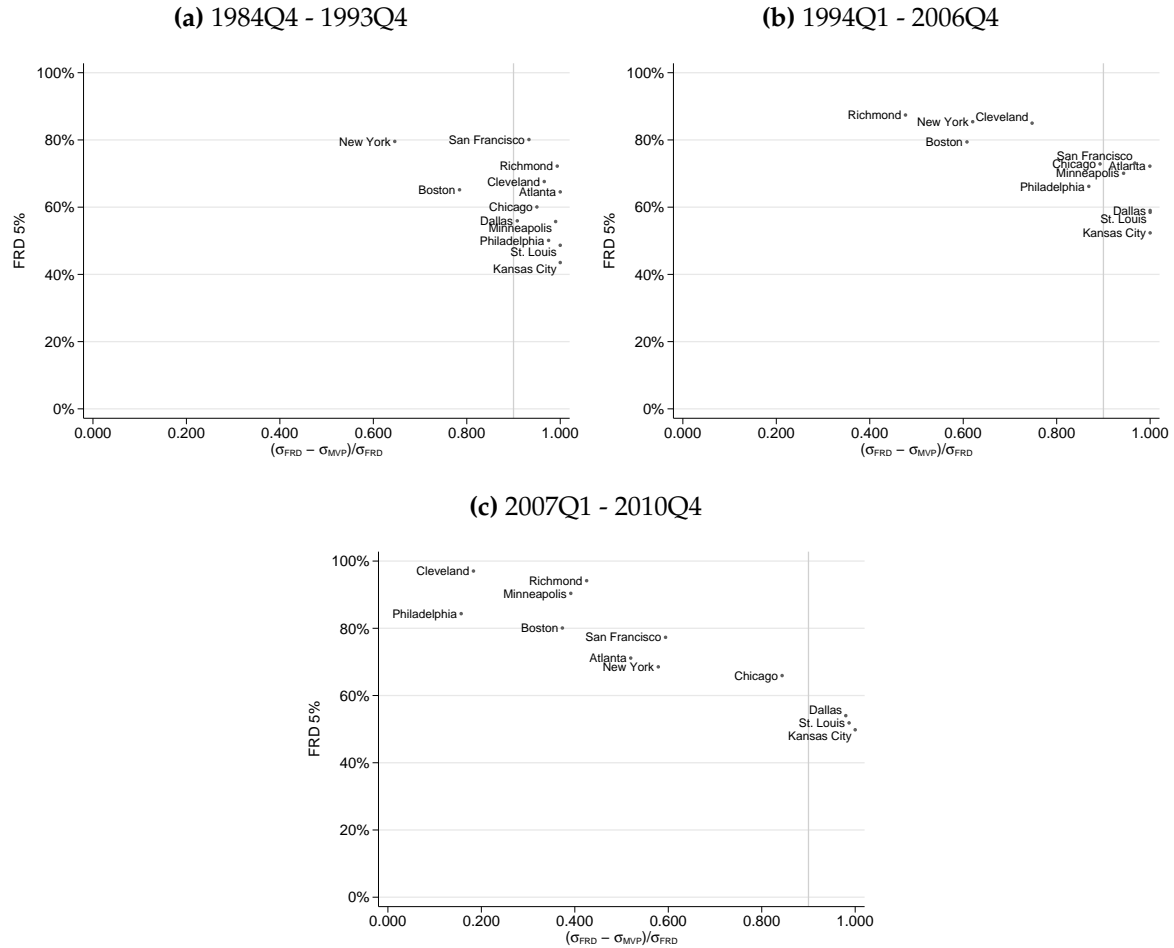 (a) 1984Q4 - 1993Q4
100%
80%
60%
40%
20%
0%
FRD 5%
New York
San Francisco
Richmond
Cleveland
Boston
Atlanta
Chicago
Dallas
Minneapolis
Philadelphia
St. Louis
Kansas City
0.000 0.200 0.400 0.600 0.800 1.000
(σFRD − σMVP)/σFRD
(b) 1994Q1 - 2006Q4
100%
80%
60%
40%
20%
0%
FRD 5%
Richmond
New York
Cleveland
Boston
San Francisco
Chicago
Atlanta
Minneapolis
Philadelphia
Dallas
St. Louis
Kansas City
0.000 0.200 0.400 0.600 0.800 1.000
(σFRD − σMVP)/σFRD
(c) 2007Q1 - 2010Q4
100%
80%
60%
40%
20%
0%
FRD 5%
Cleveland
Richmond
Minneapolis
Philadelphia
Boston
San Francisco
Atlanta
New York
Chicago
Dallas
St. Louis
Kansas City
0.000 0.200 0.400 0.600 0.800 1.000
(σFRD − σMVP)/σFRD